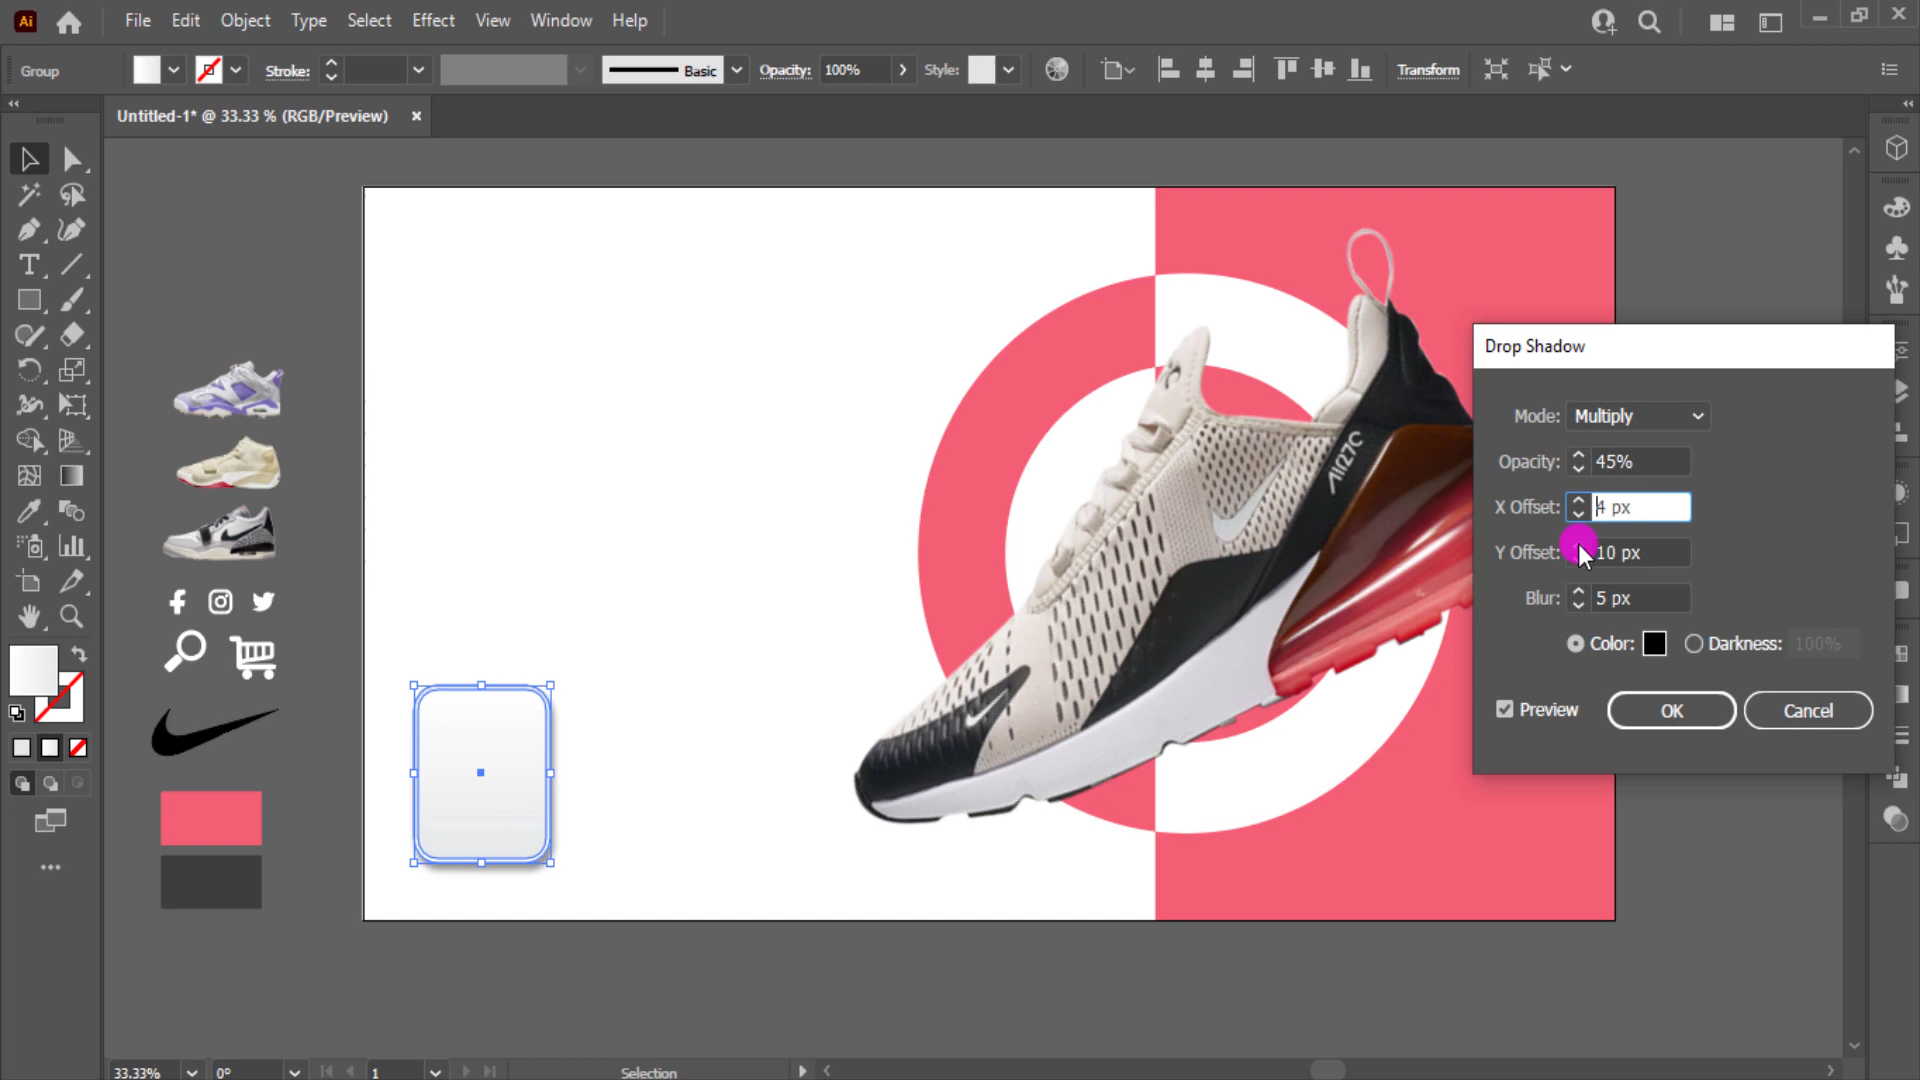 Ai File Edit Object Type Select Effect View Window Help
Group Stroke: Basic Opacity: 100% Style: Transform
Untitled-1* @ 33.33 % (RGB/Preview) ×
AIR27C
Drop Shadow
Mode: Multiply
Opacity: 45%
X Offset: 4 px
Y Offset: 10 px
Blur: 5 px
Color: Darkness: 100%
Preview OK Cancel
33.33% 0° 1 Selection